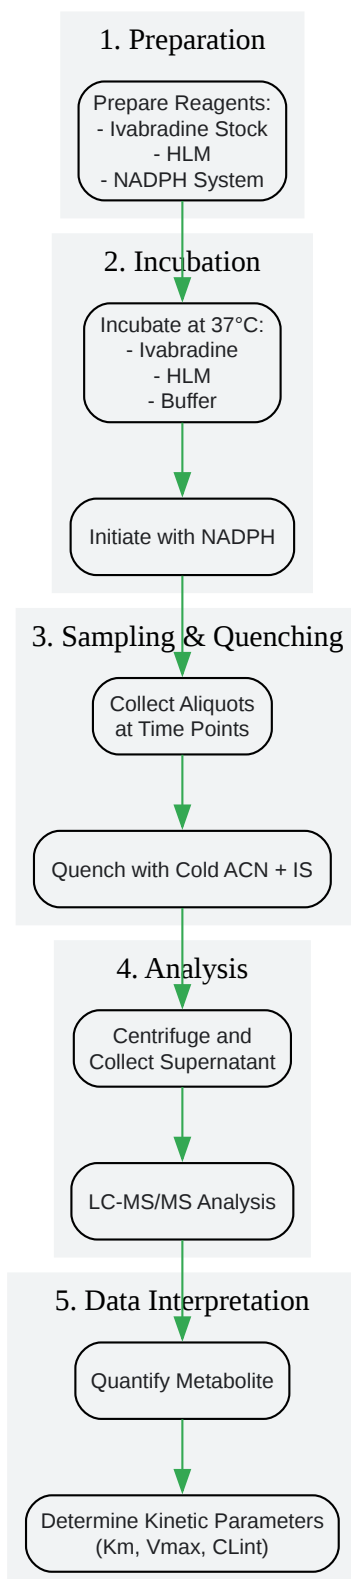 1. Preparation
Prepare Reagents:
- Ivabradine Stock
- HLM
- NADPH System
2. Incubation
Incubate at 37°C:
- Ivabradine
- HLM
- Buffer
Initiate with NADPH
3. Sampling & Quenching
Collect Aliquots
at Time Points
Quench with Cold ACN + IS
4. Analysis
Centrifuge and
Collect Supernatant
LC-MS/MS Analysis
5. Data Interpretation
Quantify Metabolite
Determine Kinetic Parameters
(Km, Vmax, CLint)